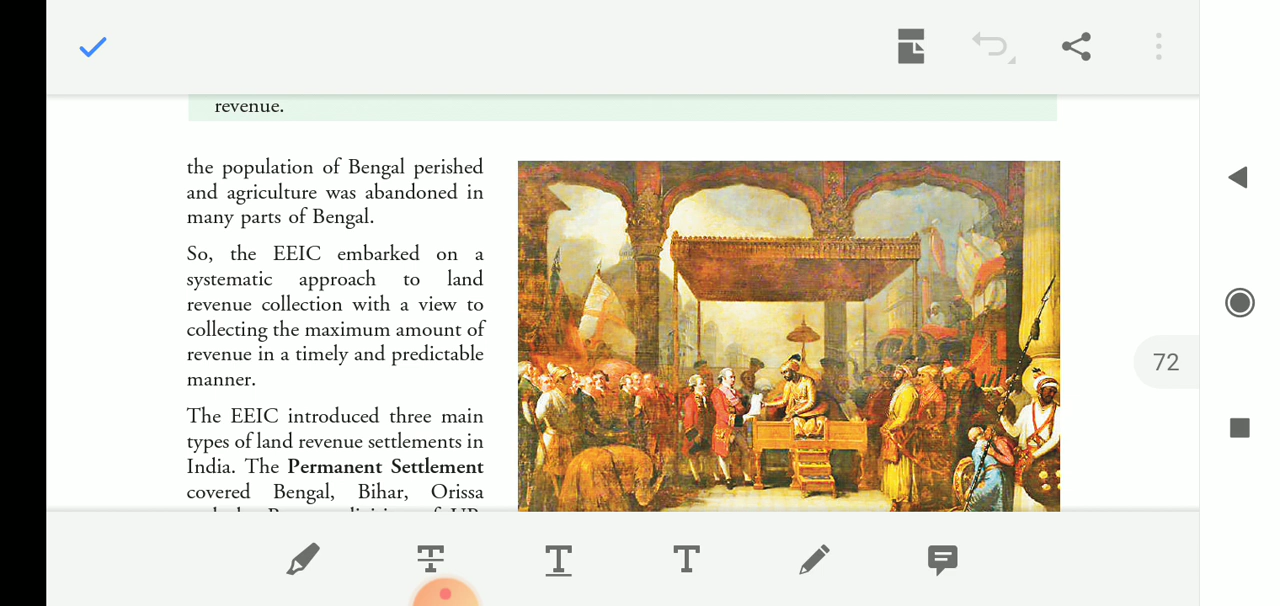 revenue.
the population of Bengal perished
and agriculture was abandoned in
many parts of Bengal.
So, the EEIC embarked on a
systematic approach to land
revenue collection with a view to
collecting the maximum amount of
revenue in a timely and predictable
manner.
The EEIC introduced three main
types of land revenue settlements in
India. The Permanent Settlement
covered Bengal, Bihar, Orissa
72